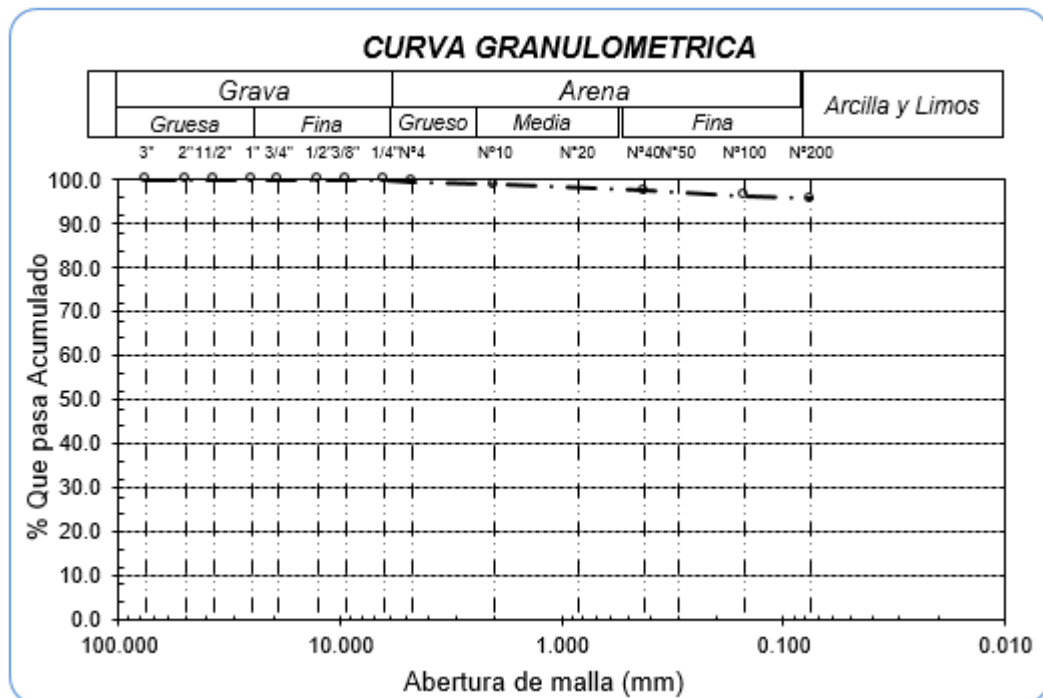 CURVA GRANULOMETRICA
Grava Arena Arcilla y Limos
Gruesa Fina Grueso Media Fina
3" 2" 11/2" 1" 3/4" 1/2" 3/8" 1/4" Nº4 Nº10 N°20 Nº40 N°50 Nº100 Nº200
100.0
90.0
80.0
70.0
60.0
50.0
40.0
30.0
20.0
10.0
0.0
% Que pasa Acumulado
100.000 10.000 1.000 0.100 0.010
Abertura de malla (mm)